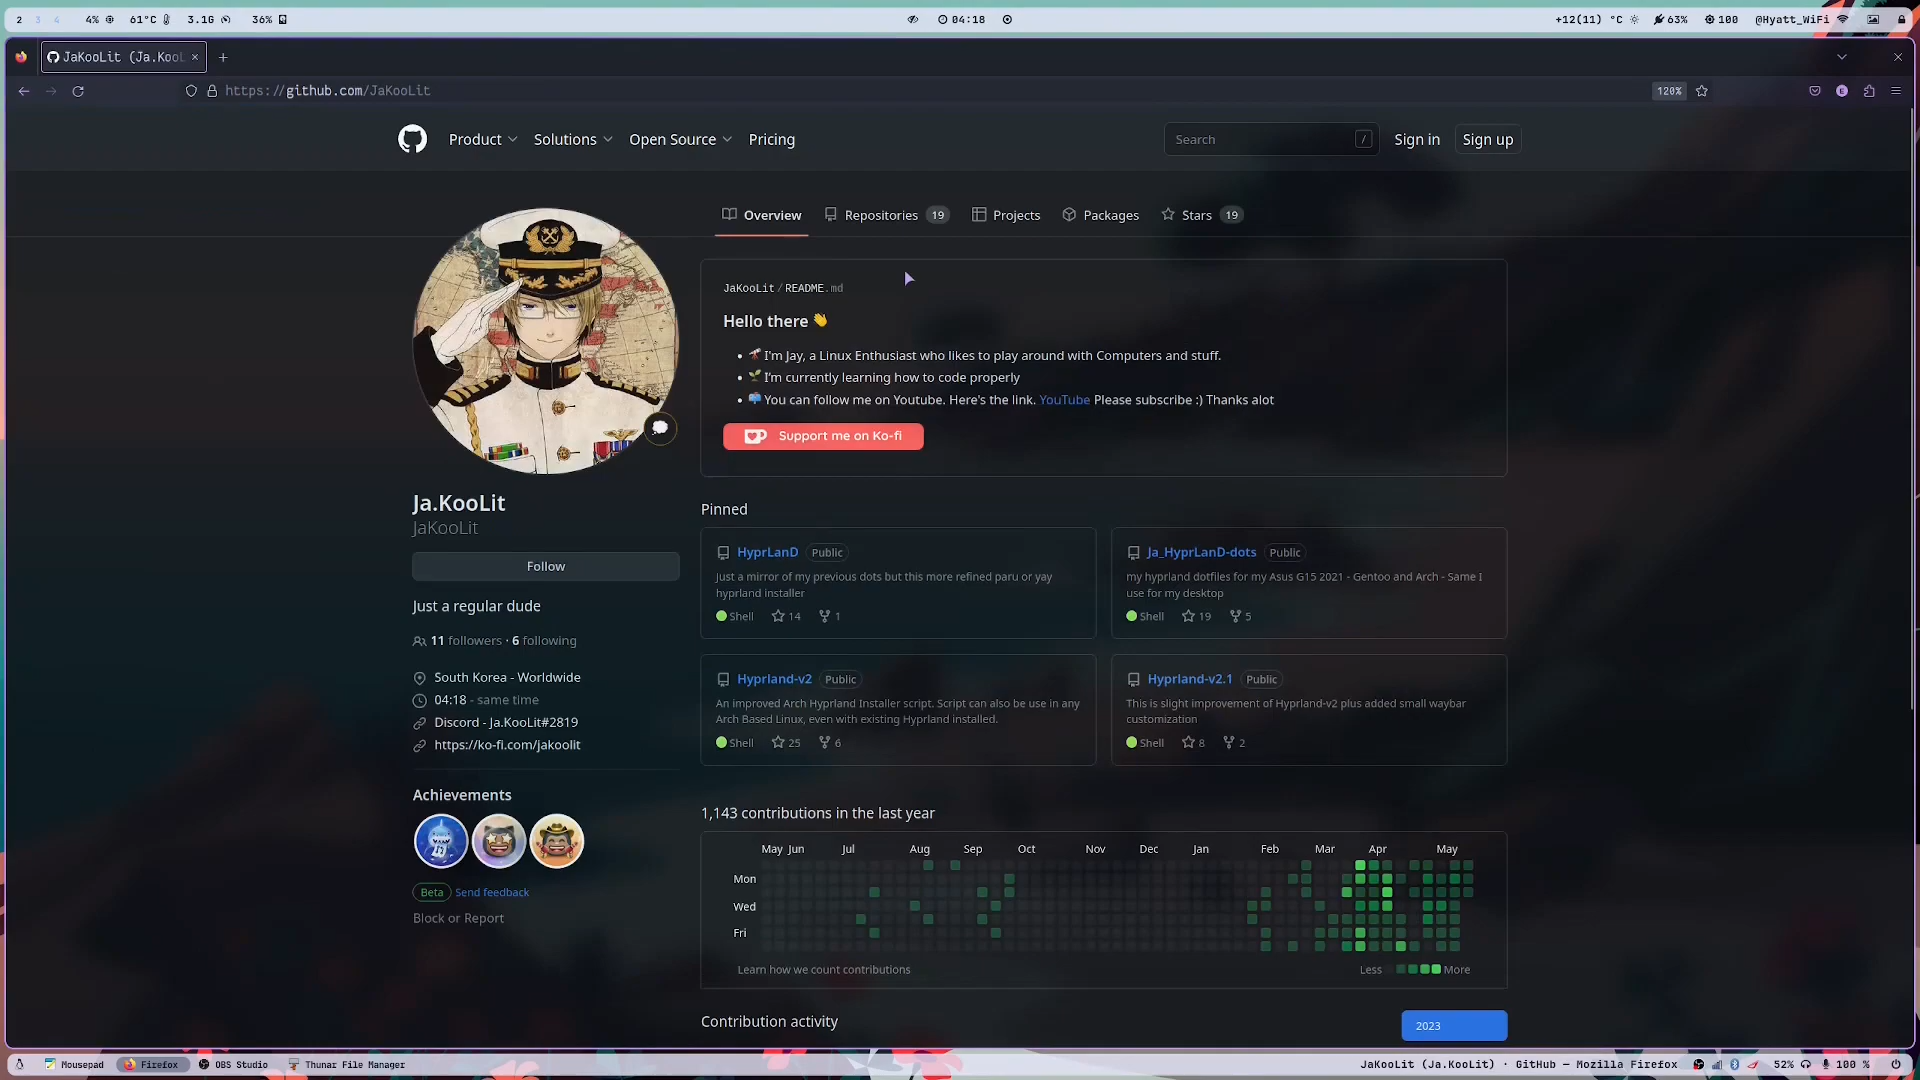 2 3 4 4% 61°C 3.1G 36% 04:18 +12(11) °C 63% 100 @Hyatt_WiFi
JaKooLit (Ja.KooL
https://github.com/JaKooLit 120%
Product Solutions Open Source Pricing Search / Sign in Sign up
Overview Repositories 19 Projects Packages Stars 19
JaKooLit/README.md
Hello there 👋
I'm Jay, a Linux Enthusiast who likes to play around with Computers and stuff.
I'm currently learning how to code properly
You can follow me on Youtube. Here's the link. YouTube Please subscribe :) Thanks alot
Support me on Ko-fi
Ja.KooLit
JaKooLit
Follow
Just a regular dude
11 followers · 6 following
South Korea - Worldwide
04:18 - same time
Discord - Ja.KooLit#2819
https://ko-fi.com/jakoolit
Achievements
Beta Send feedback
Block or Report
Pinned
HyprLanD Public
Just a mirror of my previous dots but this more refined paru or yay
hyprland installer
Shell 14 1
Ja_HyprLanD-dots Public
my hyprland dotfiles for my Asus G15 2021 - Gentoo and Arch - Same I
use for my desktop
Shell 19 5
Hyprland-v2 Public
An improved Arch Hyprland Installer script. Script can also be use in any
Arch Based Linux, even with existing Hyprland installed.
Shell 25 6
Hyprland-v2.1 Public
This is slight improvement of Hyprland-v2 plus added small waybar
customization
Shell 8 2
1,143 contributions in the last year
May Jun Jul Aug Sep Oct Nov Dec Jan Feb Mar Apr May
Mon
Wed
Fri
Learn how we count contributions Less More
Contribution activity
2023
Mousepad Firefox OBS Studio Thunar File Manager JaKooLit (Ja.KooLit) · GitHub — Mozilla Firefox 52% 100 %